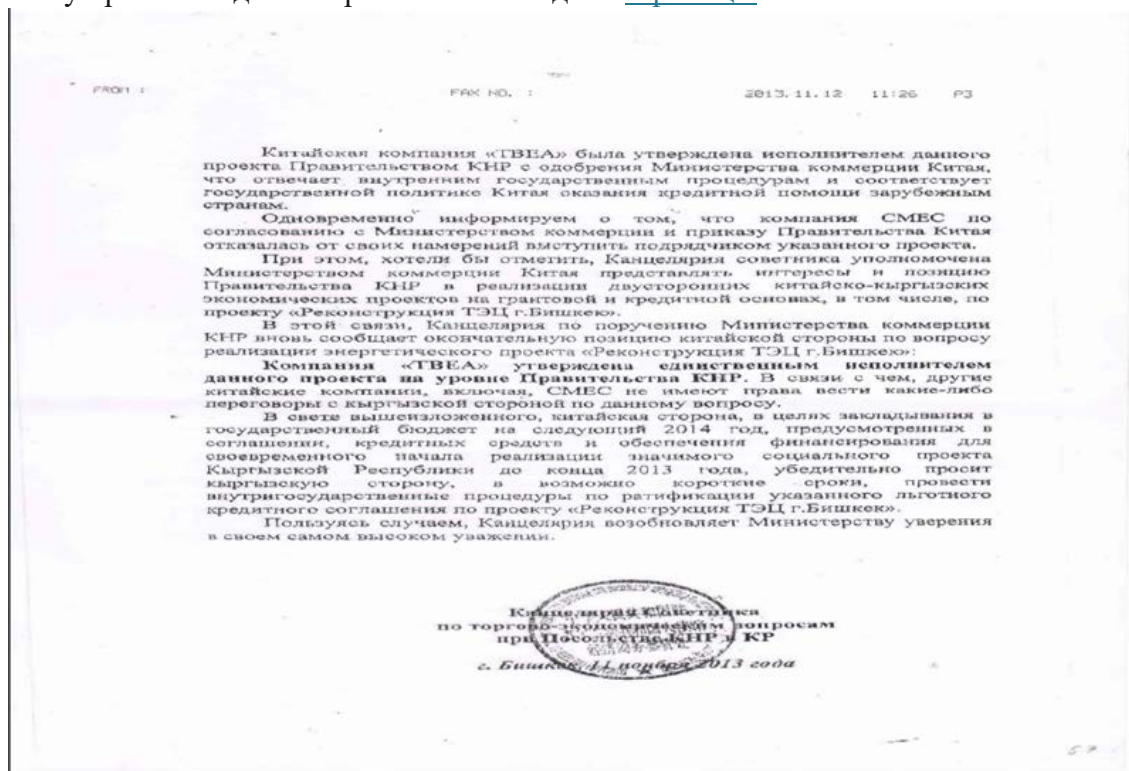 FROM :
FAX NO. :
2013.11.12 11:26 P3
Китайская компания «ТВЕА» была утверждена исполнителем данного
проекта Правительством КНР с одобрения Министерства коммерции Китая,
что отвечает внутренним государственным процедурам и соответствует
государственной политике Китая оказания кредитной помощи зарубежным
странам.
Одновременно информируем о том, что компания СМЕС по
согласованию с Министерством коммерции и приказу Правительства Китая
отказалась от своих намерений выступить подрядчиком указанного проекта.
При этом, хотели бы отметить, Канцелярия советника уполномочена
Министерством коммерции Китая представлять интересы и позицию
Правительства КНР в реализации двусторонних китайско-кыргызских
экономических проектов на грантовой и кредитной основах, в том числе, по
проекту «Реконструкция ТЭЦ г.Бишкек».
В этой связи, Канцелярия по поручению Министерства коммерции
КНР вновь сообщает окончательную позицию китайской стороны по вопросу
реализации энергетического проекта «Реконструкция ТЭЦ г.Бишкек»:
Компания «ТВЕА» утверждена единственным исполнителем
данного проекта на уровне Правительства КНР. В связи с чем, другие
китайские компании, включая, СМЕС не имеют права вести какие-либо
переговоры с кыргызской стороной по данному вопросу.
В свете вышеизложенного, китайская сторона, в целях закладывания в
государственный бюджет на следующий 2014 год, предусмотренных в
соглашении, кредитных средств и обеспечения финансирования для
своевременного начала реализации значимого социального проекта
Кыргызской Республики до конца 2013 года, убедительно просит
кыргызскую сторону, в возможно короткие сроки, провести
внутригосударственные процедуры по ратификации указанного льготного
кредитного соглашения по проекту «Реконструкция ТЭЦ г.Бишкек».
Пользуясь случаем, Канцелярия возобновляет Министерству уверения
в своем самом высоком уважении.
Канцелярия Советника
по торгово-экономическим вопросам
при Посольстве КНР в КР
г. Бишкек, 11 ноября 2013 года
57